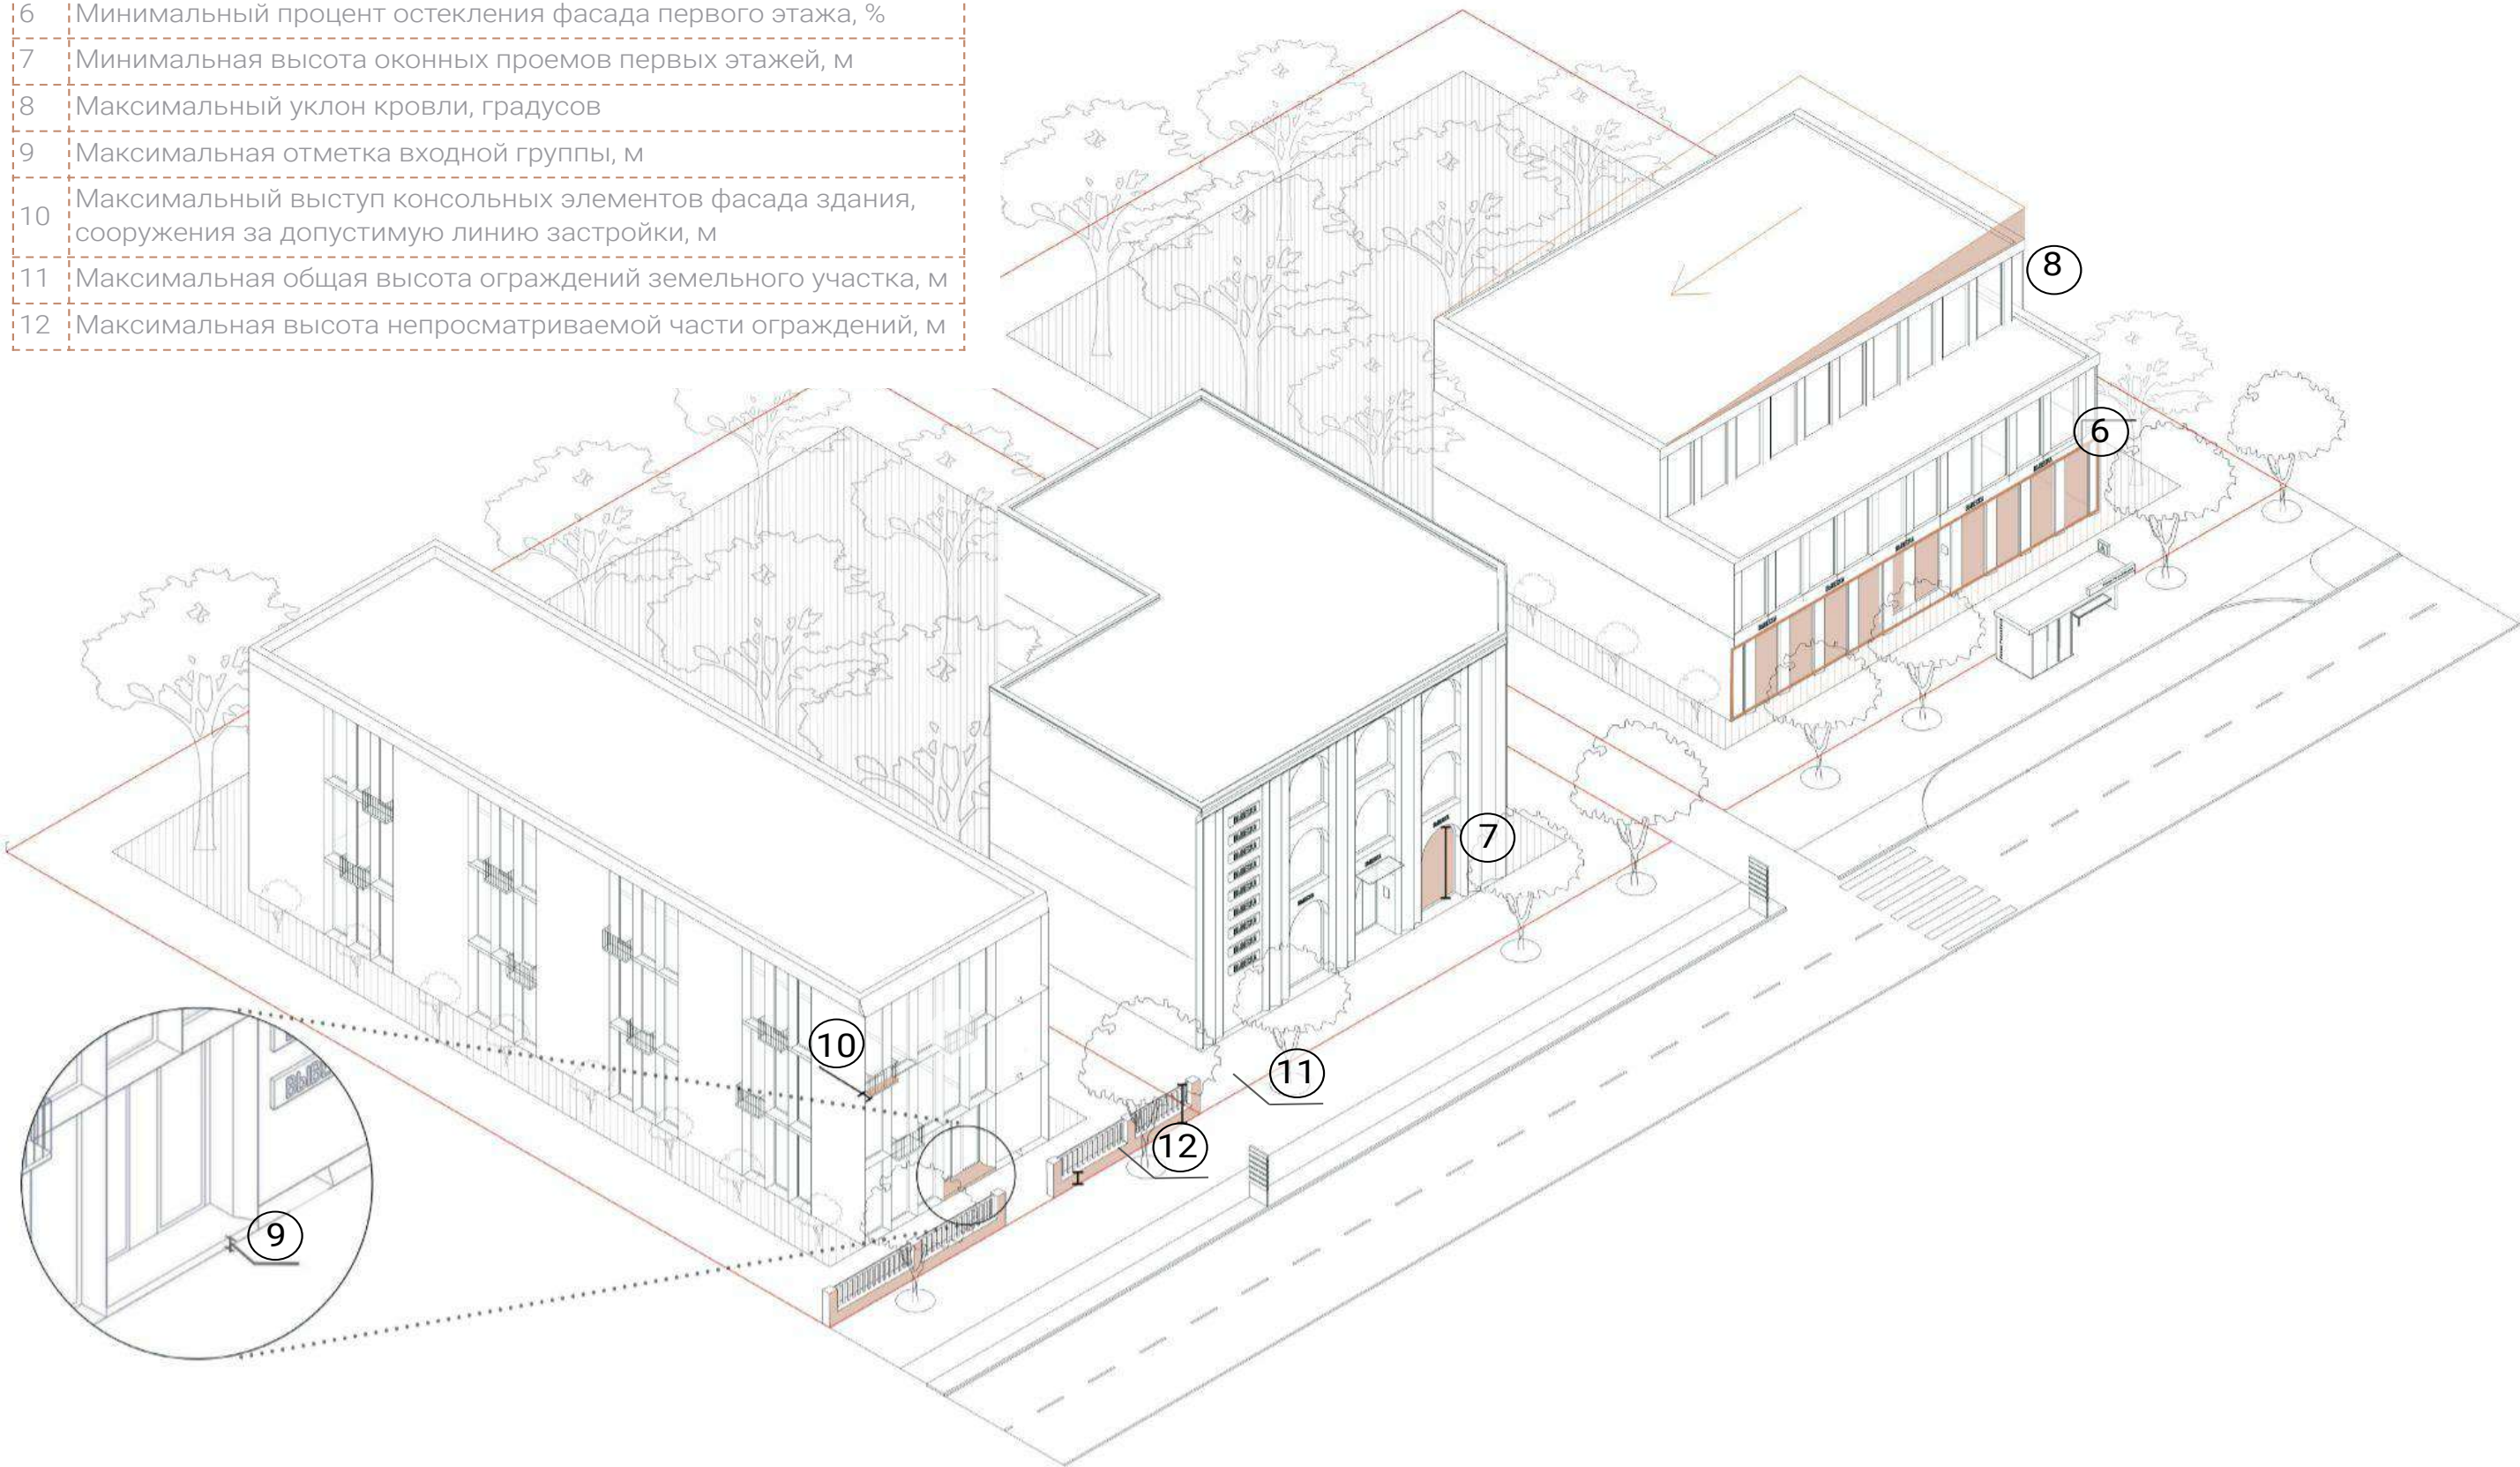 6 Минимальный процент остекления фасада первого этажа, %
7 Минимальная высота оконных проемов первых этажей, м
8 Максимальный уклон кровли, градусов
9 Максимальная отметка входной группы, м
10 Максимальный выступ консольных элементов фасада здания,
сооружения за допустимую линию застройки, м
11 Максимальная общая высота ограждений земельного участка, м
12 Максимальная высота непросматриваемой части ограждений, м
8
6
7
10
11
12
9